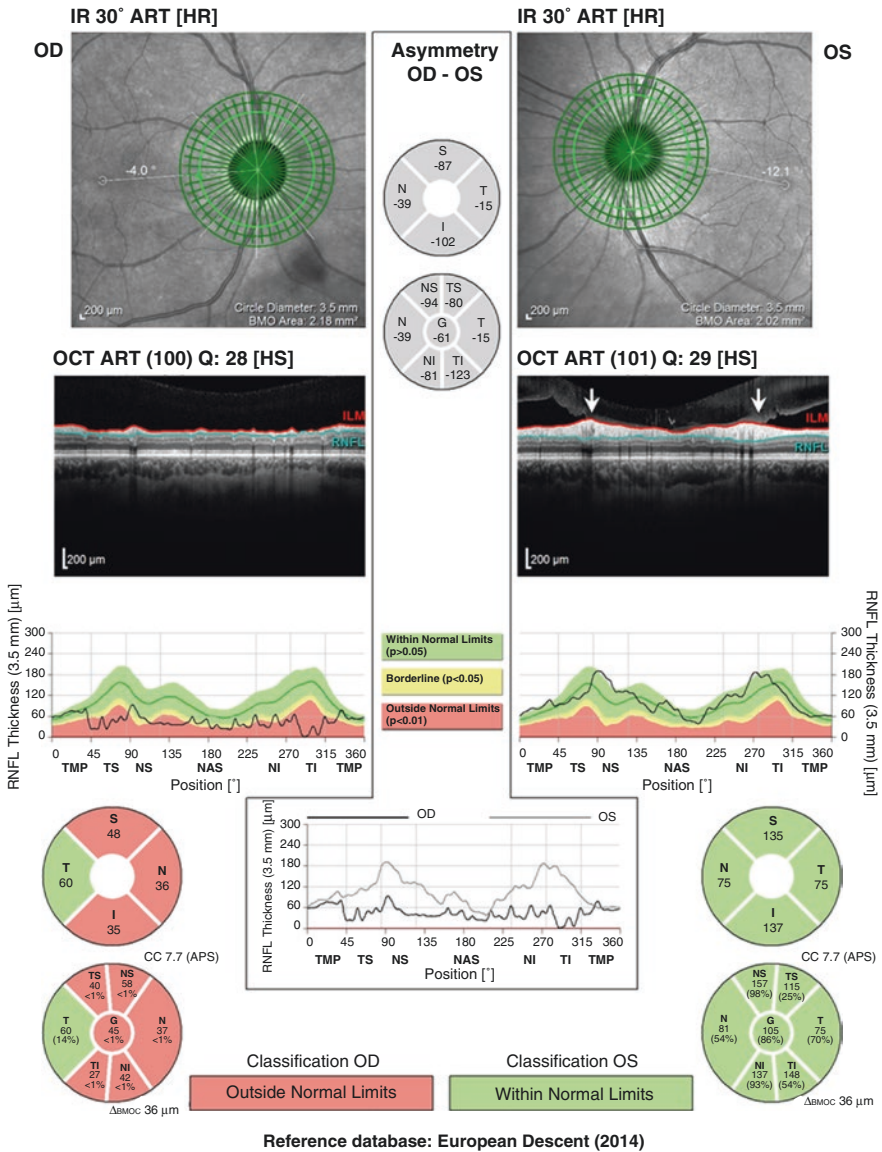 IR 30° ART [HR]
OD
-4.0 °
200 µm
Circle Diameter: 3.5 mm
BMO Area: 2.18 mm²
Asymmetry
OD - OS
S
-87
N
-39
T
-15
I
-102
NS
-94
TS
-80
N
-39
G
-61
T
-15
NI
-81
TI
-123
IR 30° ART [HR]
OS
-12.1 °
200 µm
Circle Diameter: 3.5 mm
BMO Area: 2.02 mm²
OCT ART (100) Q: 28 [HS]
ILM
RNFL
200 µm
OCT ART (101) Q: 29 [HS]
ILM
RNFL
200 µm
RNFL Thickness (3.5 mm) [µm]
300
240
180
120
60
0
0 45 90 135 180 225 270 315 360
TMP TS NS NAS NI TI TMP
Position [°]
Within Normal Limits
(p>0.05)
Borderline (p<0.05)
Outside Normal Limits
(p<0.01)
RNFL Thickness (3.5 mm) [µm]
300
240
180
120
60
0
0 45 90 135 180 225 270 315 360
TMP TS NS NAS NI TI TMP
Position [°]
S
48
T
60
N
36
I
35
CC 7.7 (APS)
TS
40
<1%
NS
58
<1%
T
60
(14%)
G
45
<1%
N
37
<1%
TI
27
<1%
NI
42
<1%
ΔBMOC 36 µm
OD
OS
RNFL Thickness (3.5 mm) [µm]
300
240
180
120
60
0
0 45 90 135 180 225 270 315 360
TMP TS NS NAS NI TI TMP
Position [°]
S
135
N
75
T
75
I
137
CC 7.7 (APS)
NS
157
(98%)
TS
115
(25%)
N
81
(54%)
G
105
(86%)
T
75
(70%)
NI
137
(93%)
TI
148
(54%)
ΔBMOC 36 µm
Classification OD
Outside Normal Limits
Classification OS
Within Normal Limits
Reference database: European Descent (2014)